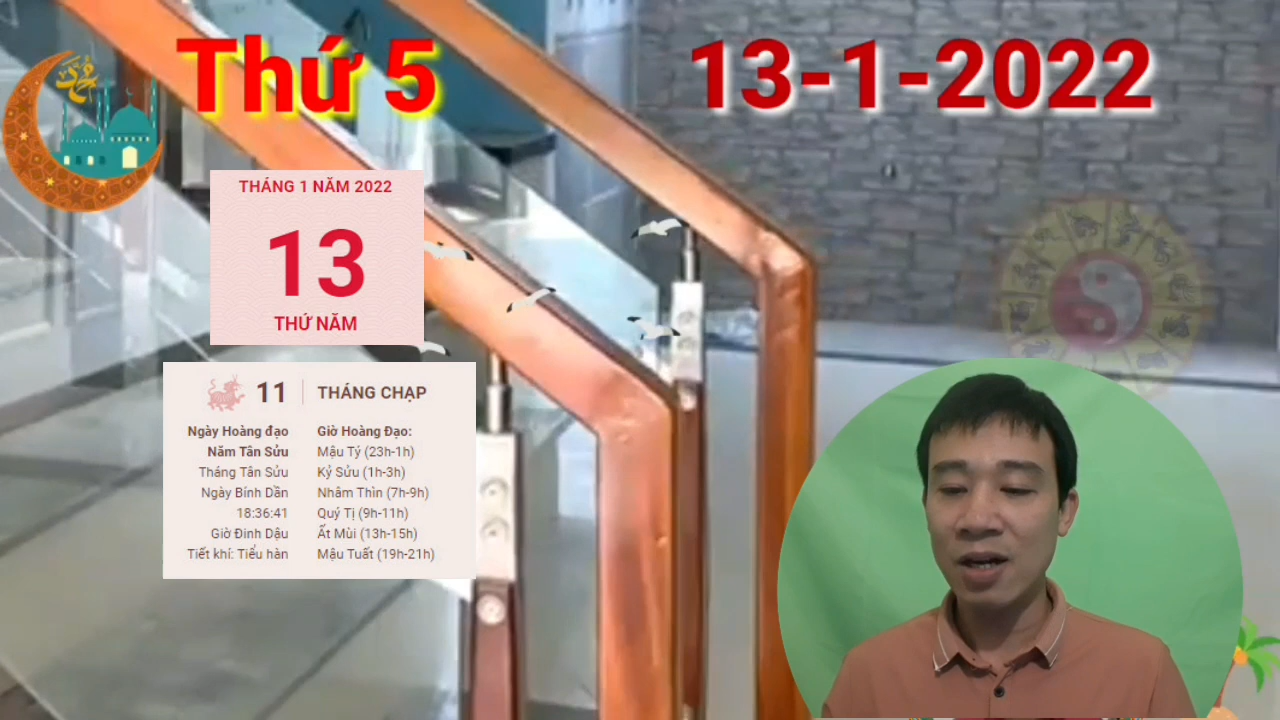 Thứ 5
13-1-2022
THÁNG 1 NĂM 2022
13
THỨ NĂM
11 THÁNG CHẠP
Ngày Hoàng đạo
Năm Tân Sửu
Tháng Tân Sửu
Ngày Bính Dần
18:36:41
Giờ Đinh Dậu
Tiết khí: Tiểu hàn
Giờ Hoàng Đạo:
Mậu Tý (23h-1h)
Kỷ Sửu (1h-3h)
Nhâm Thìn (7h-9h)
Quý Tị (9h-11h)
Ất Mùi (13h-15h)
Mậu Tuất (19h-21h)